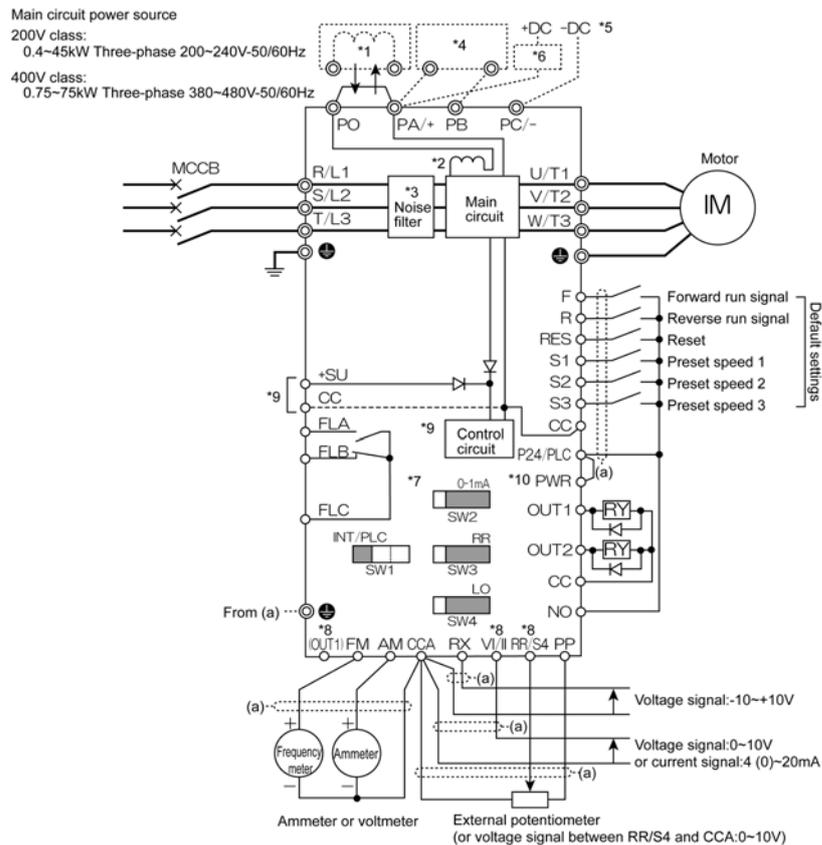 Main circuit power source
200V class:
0.4~45kW Three-phase 200~240V-50/60Hz
400V class:
0.75~75kW Three-phase 380~480V-50/60Hz
*1
*4
+DC -DC *5
*6
PO PA/+ PB PC/-
MCCB
R/L1
S/L2
T/L3
*3
Noise
filter
*2
Main
circuit
U/T1
V/T2
W/T3
Motor
IM
F
R
RES
S1
S2
S3
CC
P24/PLC
*10 PWR
(a)
Forward run signal
Reverse run signal
Reset
Preset speed 1
Preset speed 2
Preset speed 3
Default settings
*9
+SU
CC
FLA
FLB
FLC
*9
Control
circuit
*7
0-1mA
SW2
INT/PLC
SW1
RR
SW3
LO
SW4
OUT1
RY
OUT2
RY
CC
NO
From (a)
*8
*8
*8
(OUT1) FM AM CCA RX VI/II RR/S4 PP
(a)
(a)
(a)
(a)
+
+
Frequency
meter
Ammeter
−
−
Voltage signal:-10~+10V
Voltage signal:0~10V
or current signal:4 (0)~20mA
Ammeter or voltmeter
External potentiometer
(or voltage signal between RR/S4 and CCA:0~10V)